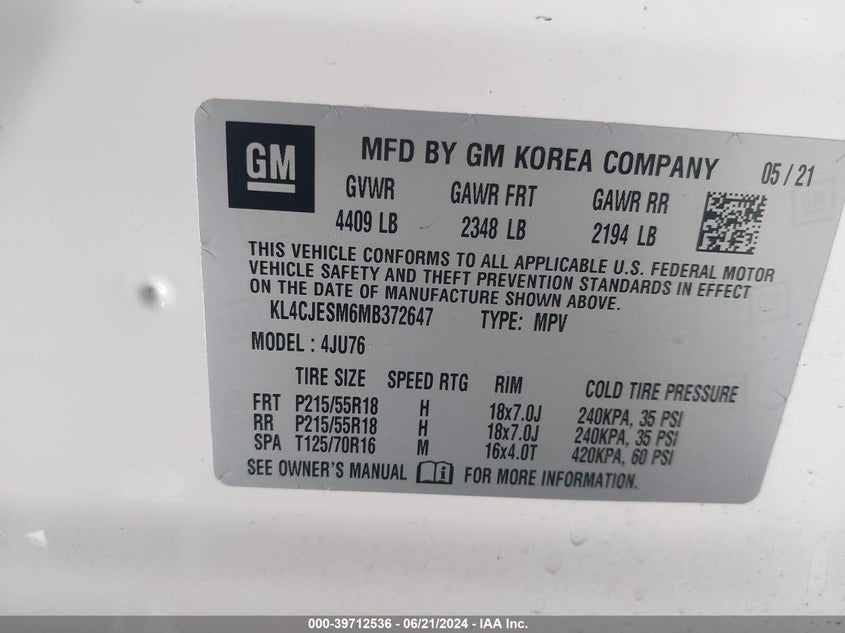 GM
MFD BY GM KOREA COMPANY 05 / 21
GVWR GAWR FRT GAWR RR
4409 LB 2348 LB 2194 LB
THIS VEHICLE CONFORMS TO ALL APPLICABLE U.S. FEDERAL MOTOR
VEHICLE SAFETY AND THEFT PREVENTION STANDARDS IN EFFECT
ON THE DATE OF MANUFACTURE SHOWN ABOVE.
KL4CJESM6MB372647 TYPE: MPV
MODEL : 4JU76
TIRE SIZE SPEED RTG RIM COLD TIRE PRESSURE
FRT P215/55R18 H 18x7.0J 240KPA, 35 PSI
RR P215/55R18 H 18x7.0J 240KPA, 35 PSI
SPA T125/70R16 M 16x4.0T 420KPA, 60 PSI
SEE OWNER'S MANUAL FOR MORE INFORMATION.
000-39712536 - 06/21/2024 - IAA Inc.